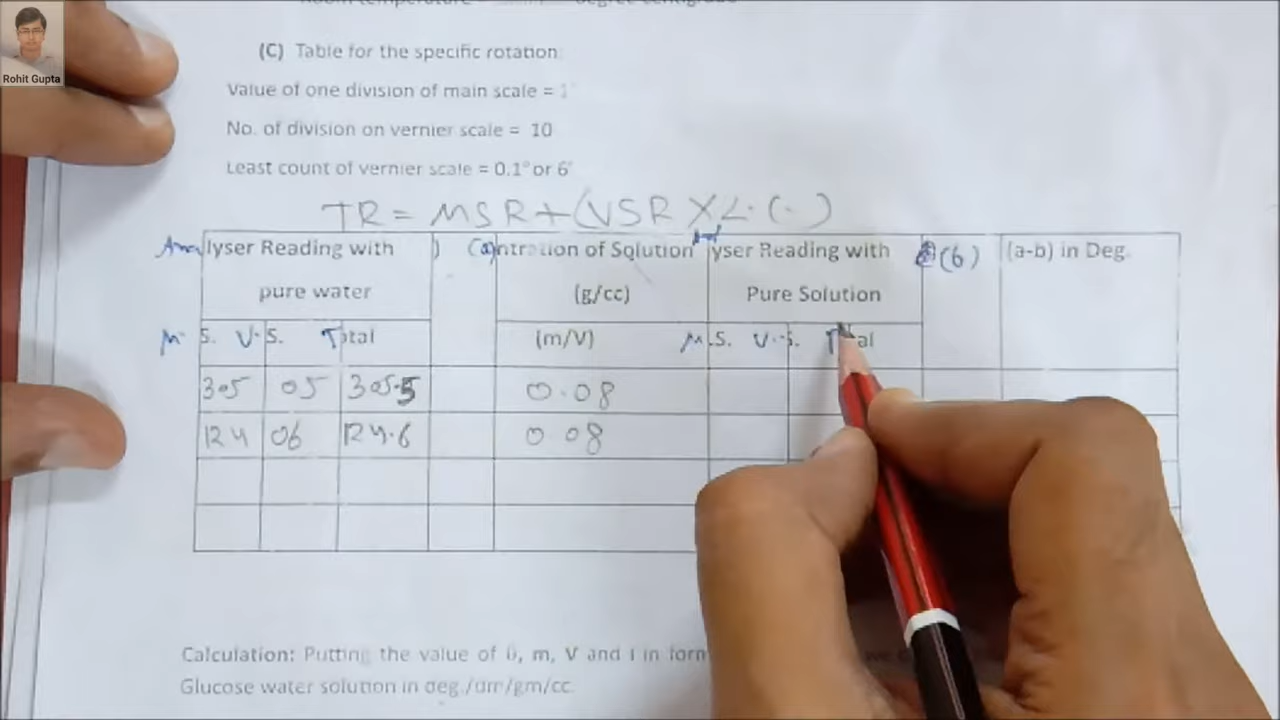 (C) Table for the specific rotation:
Value of one division of main scale = 1°
No. of division on vernier scale = 10
Least count of vernier scale = 0.1° or 6'
TR = MSR + (VSR X L.C.)
Analyser Reading with pure water
(a)
Concentration of Solution (g/cc)
Analyser Reading with Pure Solution
(b)
(a-b) in Deg.
M.S. V.S. Total
(m/V)
M.S. V.S. Total
305 05 305.5 0.08
124 06 124.6 0.08
Calculation: Putting the value of θ, m, V and l in
Glucose water solution in deg./dm/gm/cc.
Rohit Gupta